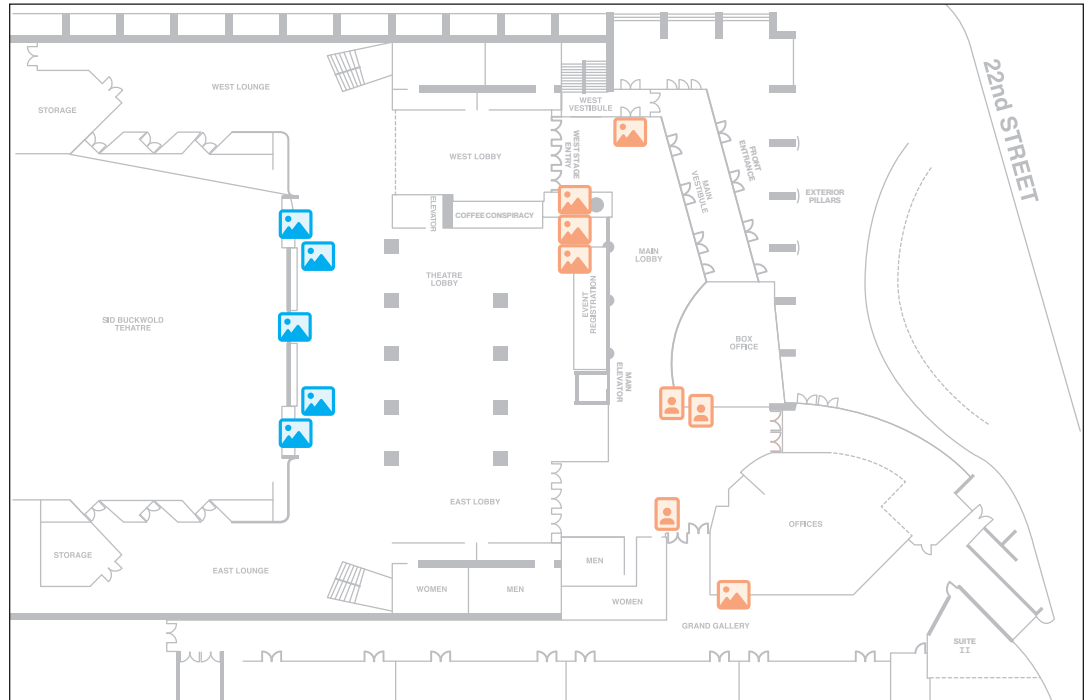 22nd STREET
STORAGE
WEST LOUNGE
WEST
VESTIBULE
WEST STAGE
ENTRY
WEST LOBBY
FRONT
ENTRANCE
MAIN
VESTIBULE
EXTERIOR
PILLARS
ELEVATOR
COFFEE CONSPIRACY
MAIN
LOBBY
THEATRE
LOBBY
EVENT
REGISTRATION
SID BUCKWOLD
TEHATRE
BOX
OFFICE
MAIN
ELEVATOR
EAST LOBBY
OFFICES
STORAGE
EAST LOUNGE
WOMEN
MEN
MEN
WOMEN
GRAND GALLERY
SUITE
II